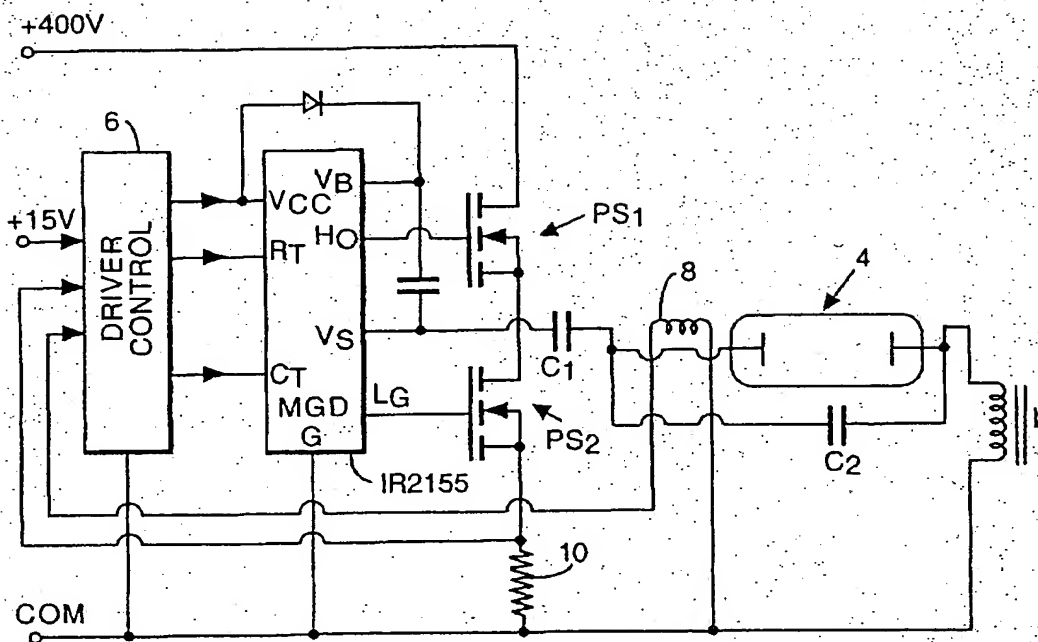 +400V
6
+15V
DRIVER CONTROL
VCC
VB
HO
RT
VS
CT
MGD
LG
G
IR2155
PS1
PS2
C1
8
4
C2
10
COM